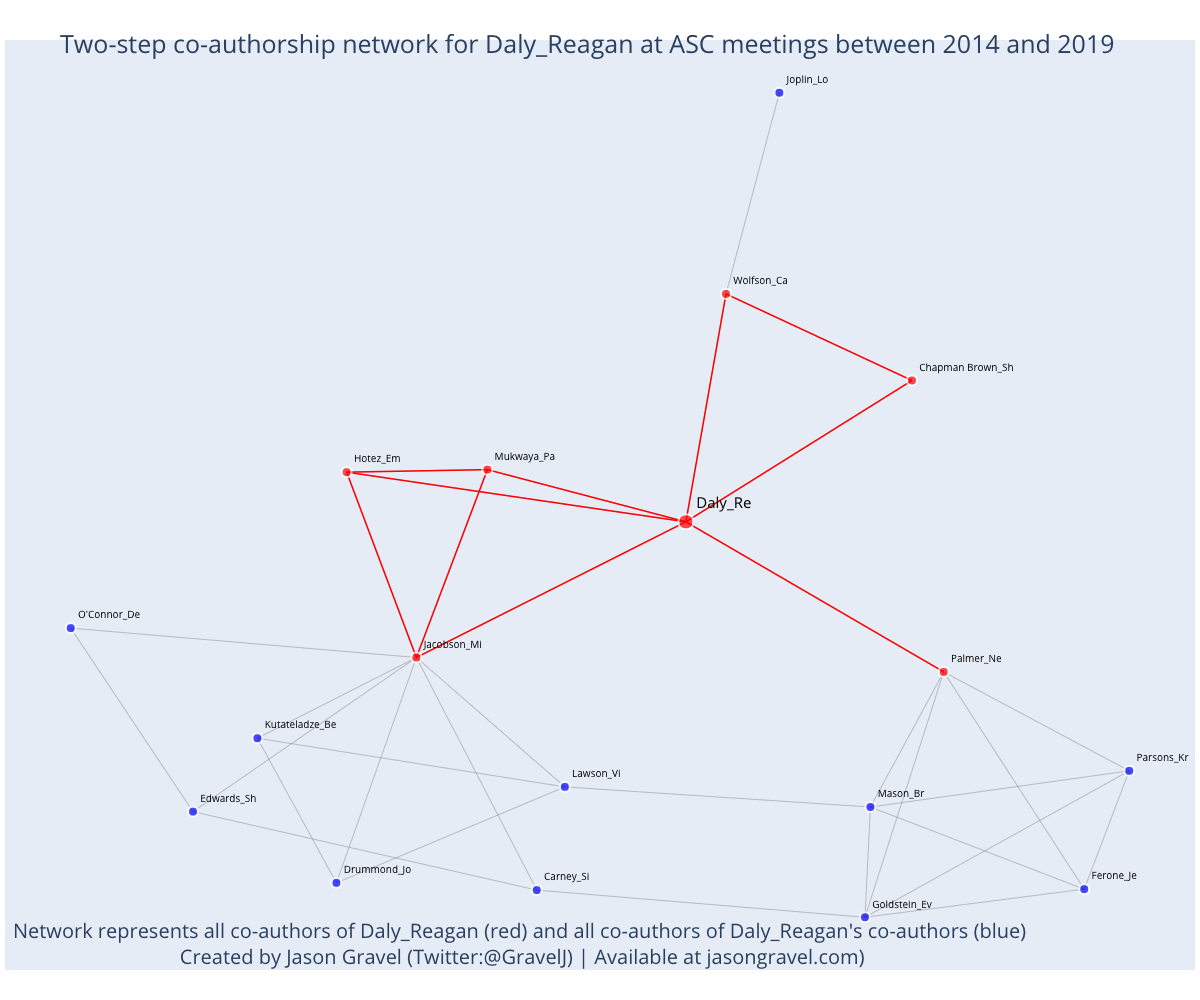 Two-step co-authorship network for Daly_Reagan at ASC meetings between 2014 and 2019
Joplin_Lo
Wolfson_Ca
Chapman Brown_Sh
Hotez_Em
Mukwaya_Pa
Daly_Re
O'Connor_De
Jacobson_Mi
Palmer_Ne
Kutateladze_Be
Parsons_Kr
Lawson_Vi
Mason_Br
Edwards_Sh
Drummond_Jo
Carney_Si
Ferone_Je
Goldstein_Ev
Network represents all co-authors of Daly_Reagan (red) and all co-authors of Daly_Reagan's co-authors (blue)
Created by Jason Gravel (Twitter:@GravelJ) | Available at jasongravel.com)